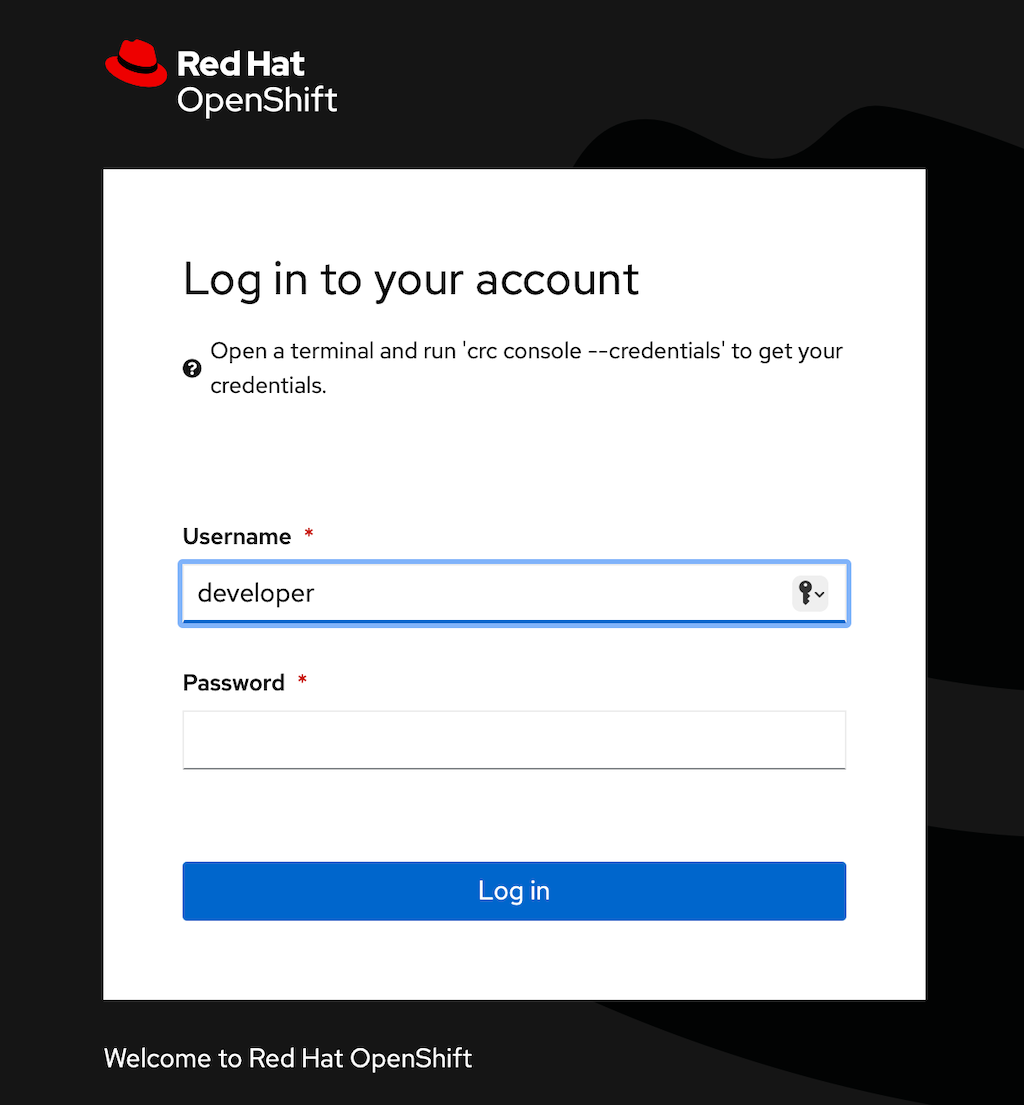 Red Hat
OpenShift
Log in to your account
Open a terminal and run 'crc console --credentials' to get your
credentials.
Username *
developer
Password *
Log in
Welcome to Red Hat OpenShift